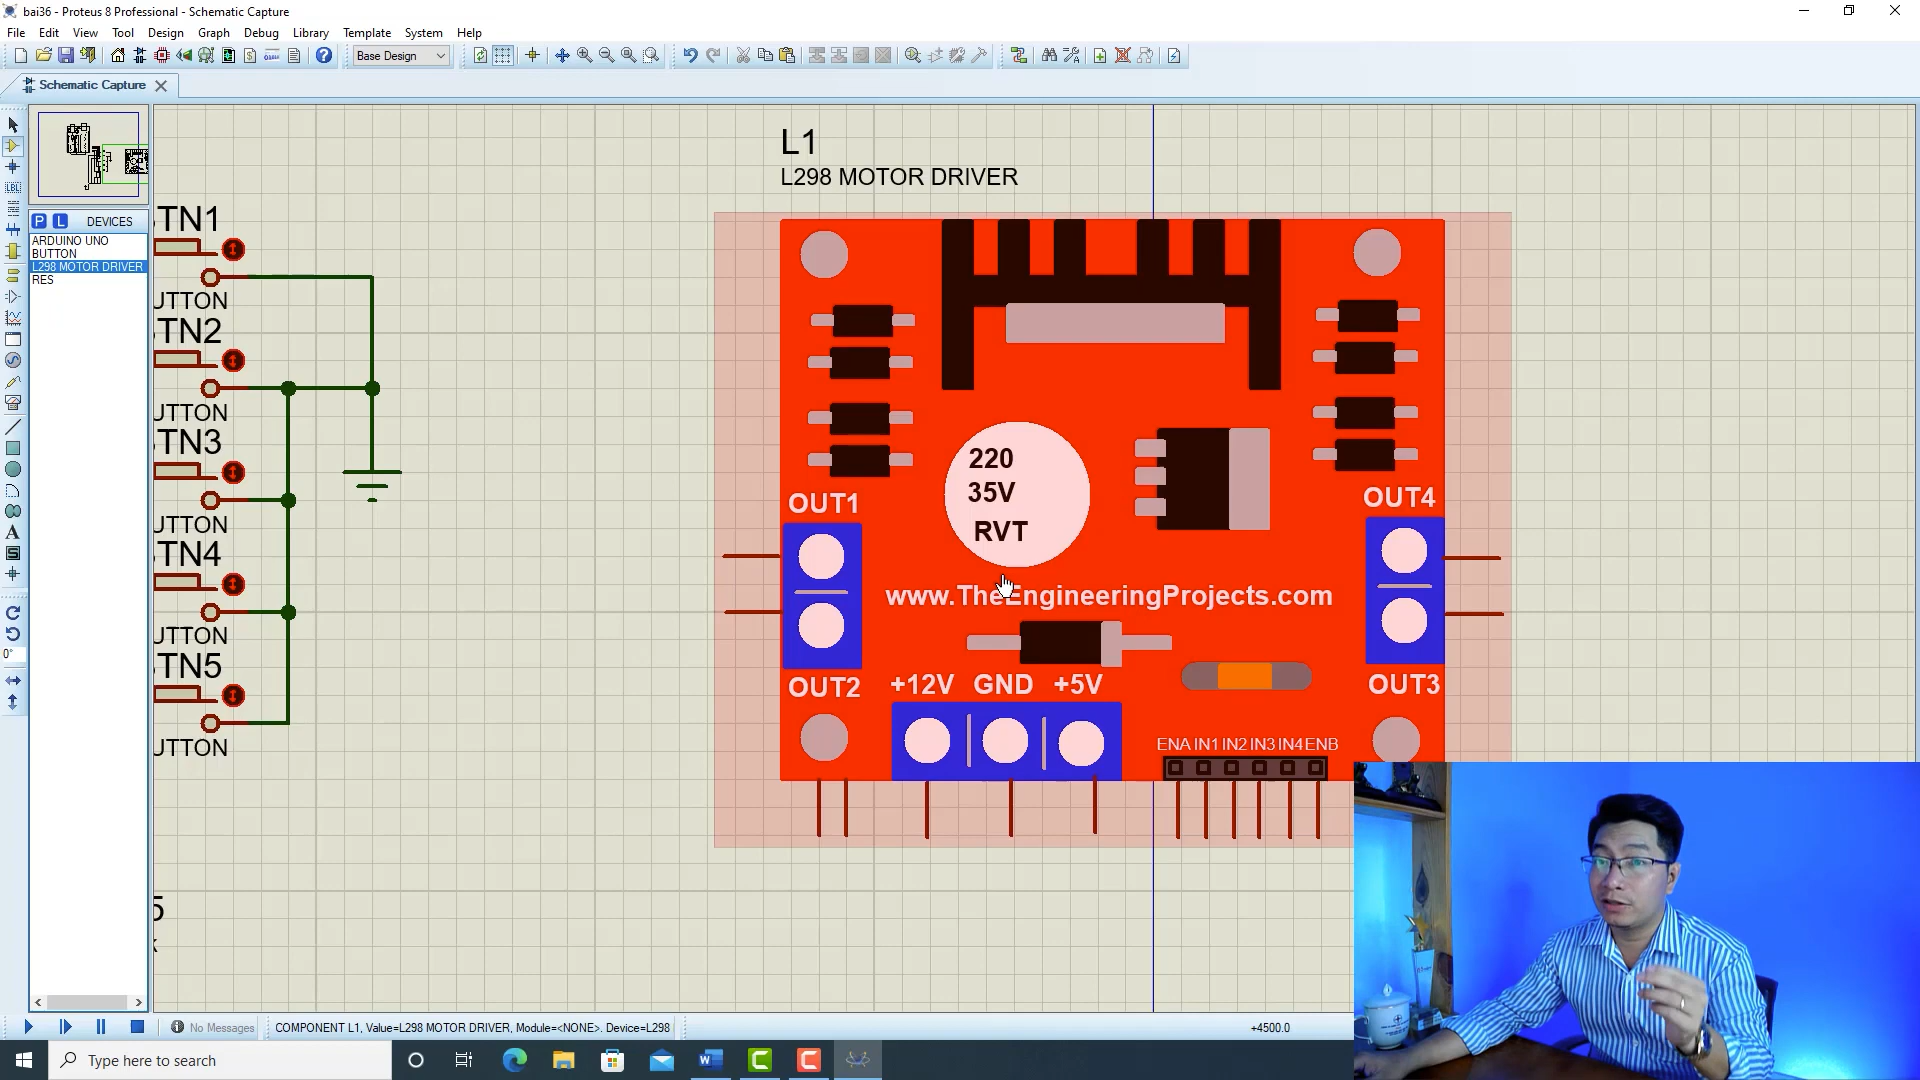 bai36 - Proteus 8 Professional - Schematic Capture
File Edit View Tool Design Graph Debug Library Template System Help
Base Design
Schematic Capture
P L DEVICES
ARDUINO UNO
BUTTON
L298 MOTOR DRIVER
RES
LBL
A
S
0°
TN1
UTTON
TN2
UTTON
TN3
UTTON
TN4
UTTON
TN5
UTTON
5
L1
L298 MOTOR DRIVER
220
35V
RVT
OUT1
OUT4
www.TheEngineeringProjects.com
OUT2
+12V GND +5V
OUT3
ENA IN1 IN2 IN3 IN4 ENB
No Messages
COMPONENT L1, Value=L298 MOTOR DRIVER, Module=<NONE>. Device=L298
+4500.0
Type here to search